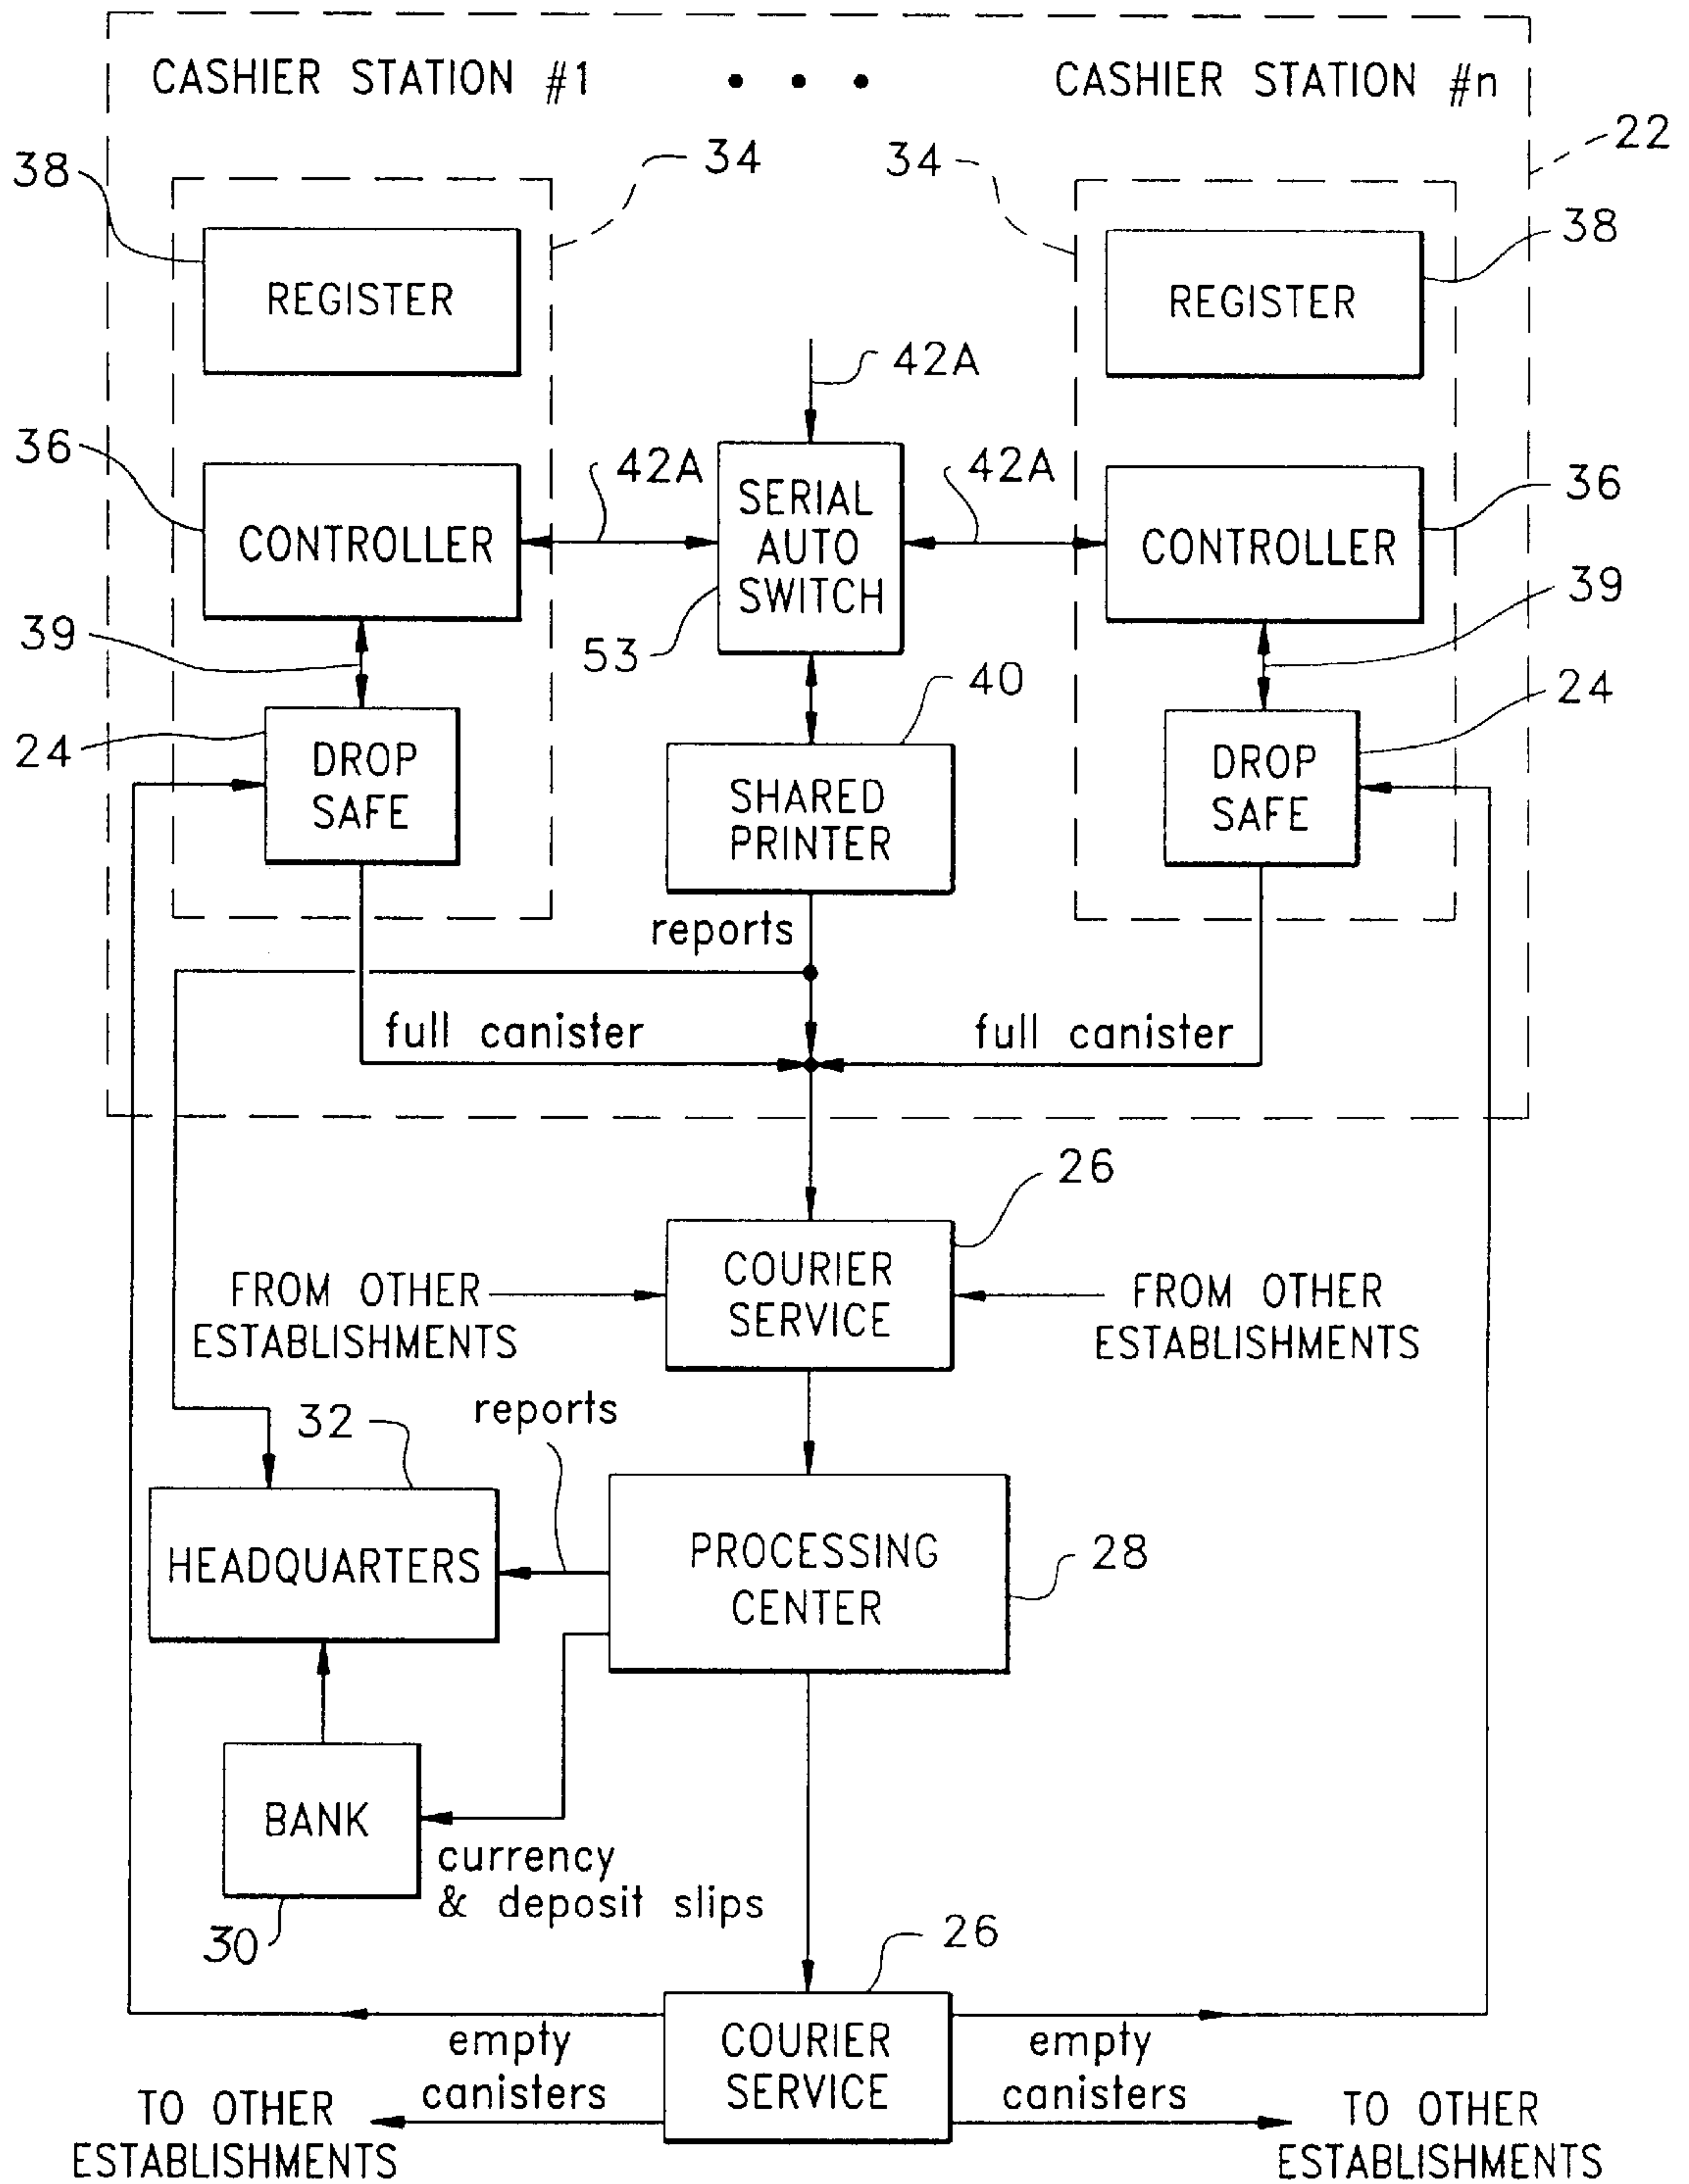 CASHIER STATION #1 • • • CASHIER STATION #n
22
38
34
34
38
REGISTER
REGISTER
42A
36
42A
42A
36
CONTROLLER
SERIAL
AUTO
SWITCH
CONTROLLER
39
53
39
40
24
24
DROP
SAFE
SHARED
PRINTER
DROP
SAFE
reports
full canister
full canister
26
COURIER
SERVICE
FROM OTHER
ESTABLISHMENTS
FROM OTHER
ESTABLISHMENTS
32
reports
HEADQUARTERS
PROCESSING
CENTER
28
BANK
currency
& deposit slips
30
26
COURIER
SERVICE
empty
canisters
empty
canisters
TO OTHER
ESTABLISHMENTS
TO OTHER
ESTABLISHMENTS